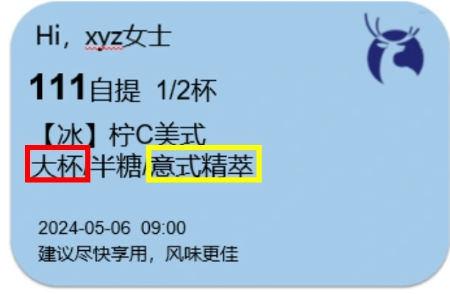 Hi，xyz女士
111自提 1/2杯
【冰】柠C美式
大杯/半糖/意式精萃
2024-05-06 09:00
建议尽快享用，风味更佳